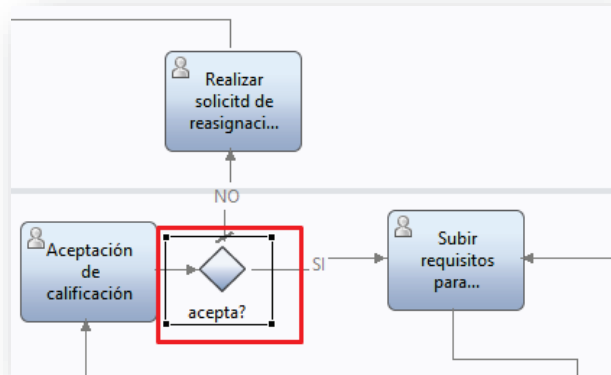 Realizar
solicitd de
reasignaci...
NO
Aceptación
de
calificación
acepta?
SI
Subir
requisitos
para...